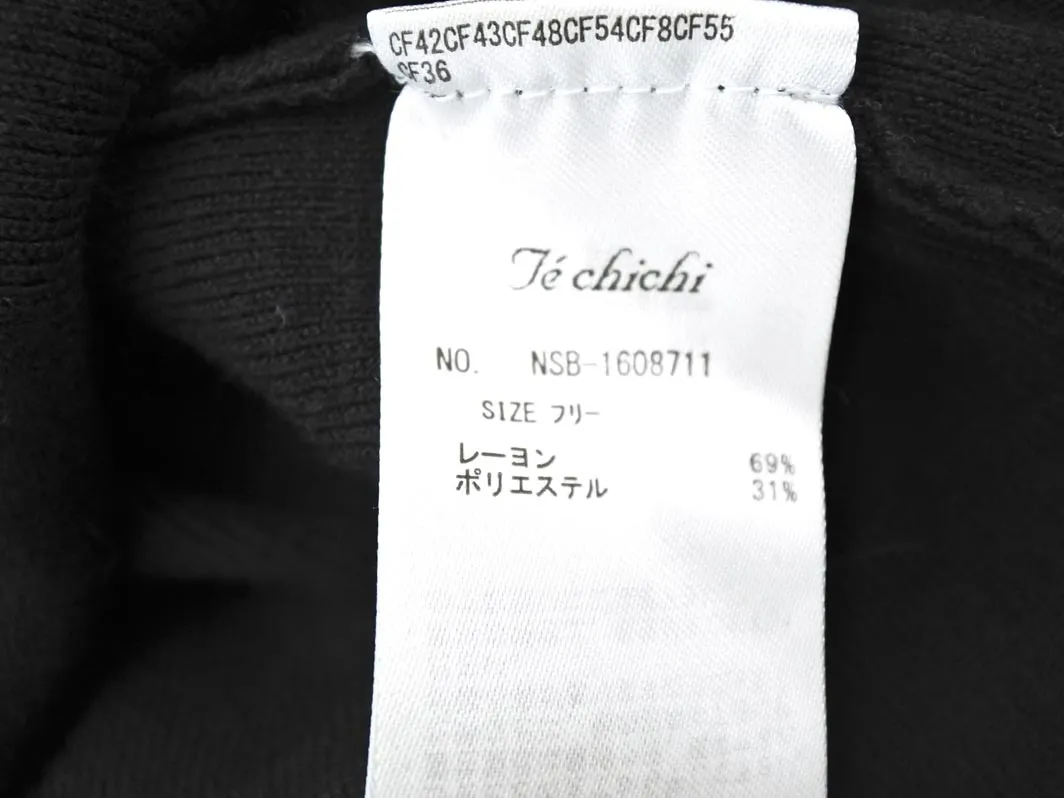 CF42CF43CF48CF54CF8CF55
CF36
Té chichi
NO. NSB-1608711
SIZE フリー
レーヨン 69%
ポリエステル 31%